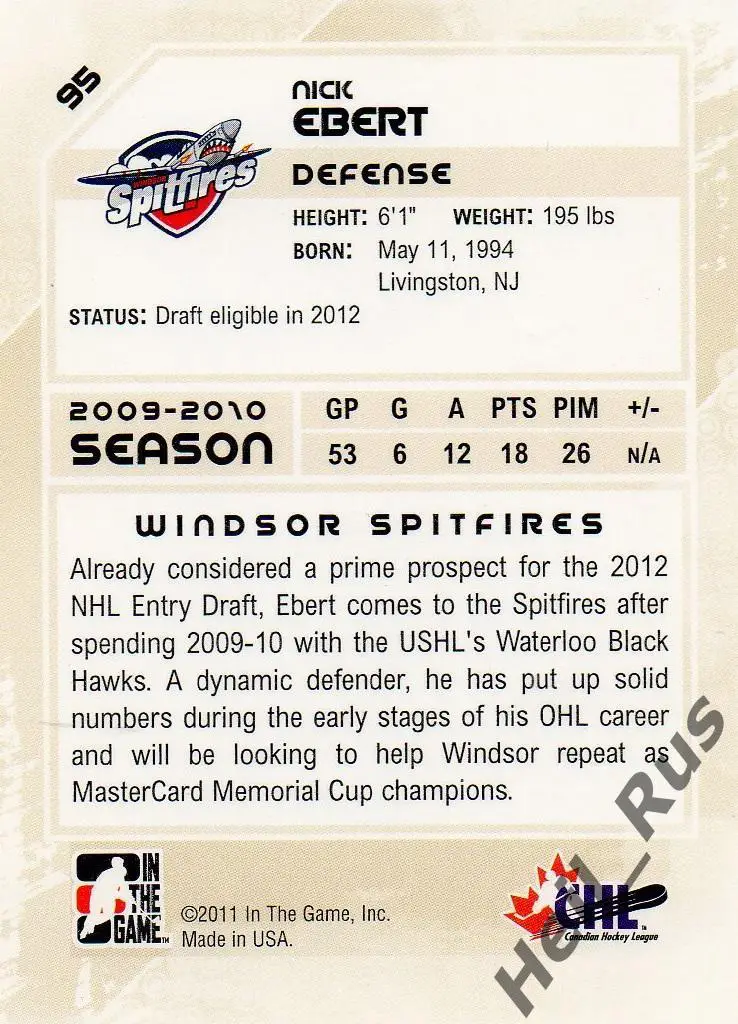 95
NICK
EBERT
WINDSOR
Spitfires
DEFENSE
HEIGHT: 6'1" WEIGHT: 195 lbs
BORN: May 11, 1994
Livingston, NJ
STATUS: Draft eligible in 2012
2009-2010
SEASON
GP G A PTS PIM +/-
53 6 12 18 26 N/A
WINDSOR SPITFIRES
Already considered a prime prospect for the 2012
NHL Entry Draft, Ebert comes to the Spitfires after
spending 2009-10 with the USHL's Waterloo Black
Hawks. A dynamic defender, he has put up solid
numbers during the early stages of his OHL career
and will be looking to help Windsor repeat as
MasterCard Memorial Cup champions.
IN
THE
GAME™
©2011 In The Game, Inc.
Made in USA.
CHL™
Canadian Hockey League
Heil_Rus